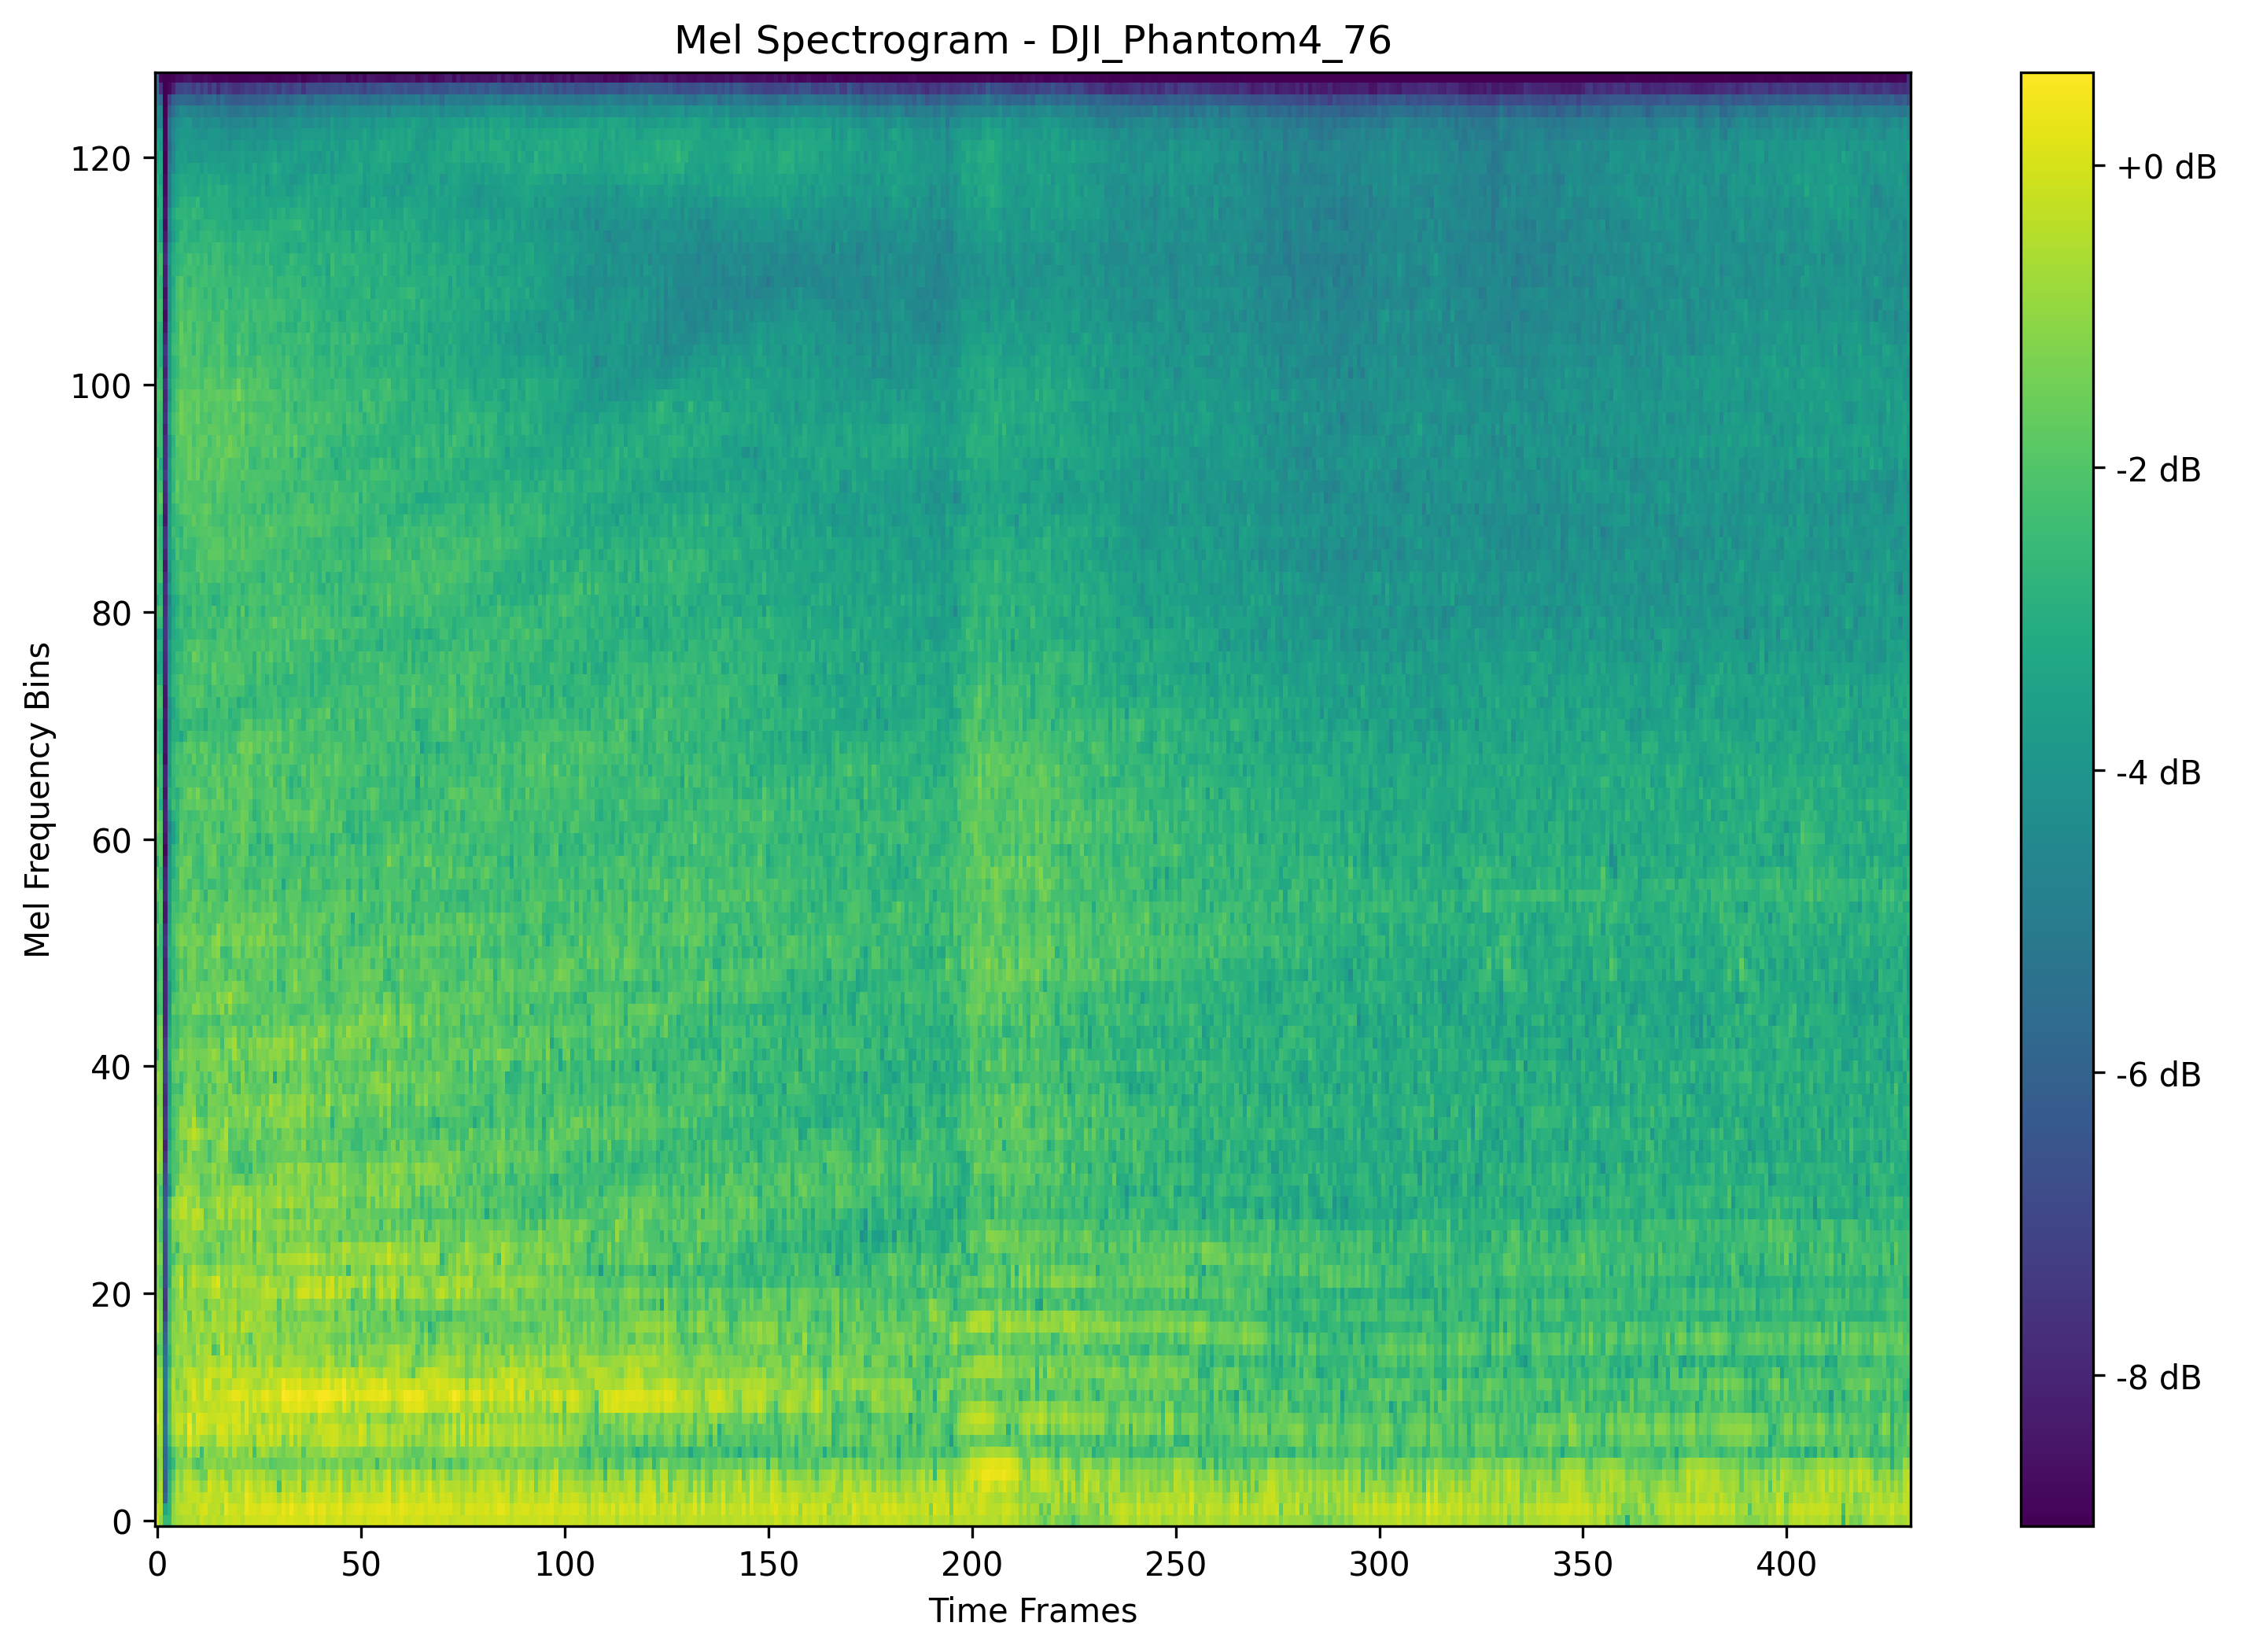 Mel Spectrogram - DJI_Phantom4_76
Mel Frequency Bins
120
100
80
60
40
20
0
0 50 100 150 200 250 300 350 400
Time Frames
+0 dB
-2 dB
-4 dB
-6 dB
-8 dB